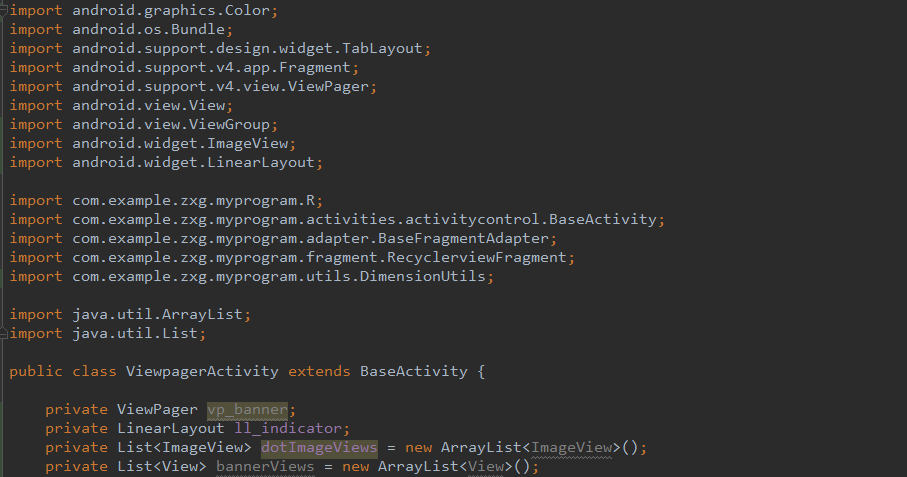 import android.graphics.Color;
import android.os.Bundle;
import android.support.design.widget.TabLayout;
import android.support.v4.app.Fragment;
import android.support.v4.view.ViewPager;
import android.view.View;
import android.view.ViewGroup;
import android.widget.ImageView;
import android.widget.LinearLayout;
import com.example.zxg.myprogram.R;
import com.example.zxg.myprogram.activities.activitycontrol.BaseActivity;
import com.example.zxg.myprogram.adapter.BaseFragmentAdapter;
import com.example.zxg.myprogram.fragment.RecyclerviewFragment;
import com.example.zxg.myprogram.utils.DimensionUtils;
import java.util.ArrayList;
import java.util.List;
public class ViewpagerActivity extends BaseActivity {
private ViewPager vp_banner;
private LinearLayout ll_indicator;
private List<ImageView> dotImageViews = new ArrayList<ImageView>();
private List<View> bannerViews = new ArrayList<View>();